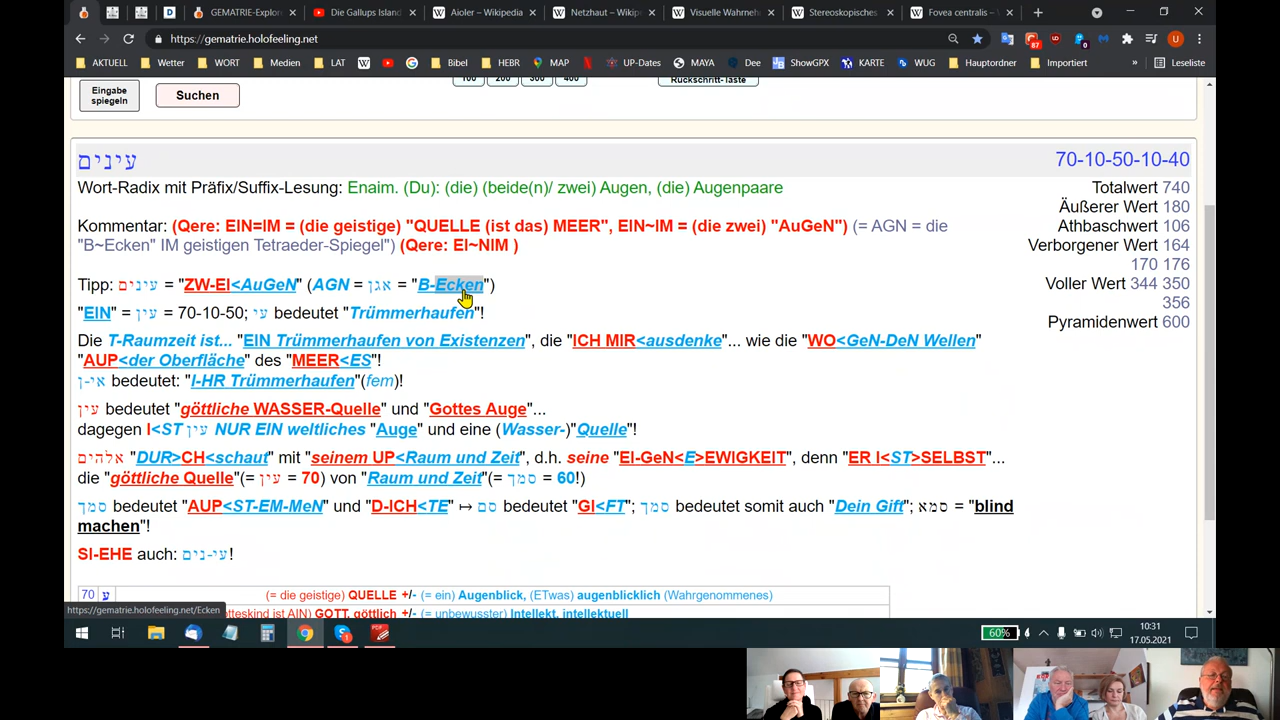 GEMATRIE-Explor
Die Gallups Island
Aioler – Wikipedia
Netzhaut – Wikip
Visuelle Wahrneh
Stereoskopisches
Fovea centralis – V
https://gematrie.holofeeling.net
87
0
U
AKTUELL
Wetter
WORT
Medien
LAT
Bibel
HEBR
MAP
UP-Dates
MAYA
Dee
ShowGPX
KARTE
WUG
Hauptordner
Importiert
»
Leseliste
100 200 300 400
Rückschritt-Taste
Eingabe
spiegeln
Suchen
עינים
70-10-50-10-40
Wort-Radix mit Präfix/Suffix-Lesung: Enaim. (Du): (die) (beide(n)/ zwei) Augen, (die) Augenpaare
Totalwert 740
Äußerer Wert 180
Athbaschwert 106
Verborgener Wert 164
170 176
Voller Wert 344 350
356
Pyramidenwert 600
Kommentar: (Qere: EIN=IM = (die geistige) "QUELLE (ist das) MEER", EIN~IM = (die zwei) "AuGeN") (= AGN = die
"B~Ecken" IM geistigen Tetraeder-Spiegel") (Qere: EI~NIM )
Tipp: עינים = "ZW-EI<AuGeN" (AGN = אגן = "B-Ecken")
"EIN" = עין = 70-10-50; עי bedeutet "Trümmerhaufen"!
Die T-Raumzeit ist... "EIN Trümmerhaufen von Existenzen", die "ICH MIR<ausdenke"... wie die "WO<GeN-DeN Wellen"
"AUP<der Oberfläche" des "MEER<ES"!
אי-ן bedeutet: "I-HR Trümmerhaufen"(fem)!
עין bedeutet "göttliche WASSER-Quelle" und "Gottes Auge"...
dagegen I<ST עין NUR EIN weltliches "Auge" und eine (Wasser-)"Quelle"!
אלהים "DUR>CH<schaut" mit "seinem UP<Raum und Zeit", d.h. seine "EI-GeN<E>EWIGKEIT", denn "ER I<ST>SELBST"...
die "göttliche Quelle"(= עין = 70) von "Raum und Zeit"(= סמך = 60!)
סמך bedeutet "AUP<ST-EM-MeN" und "D-ICH<TE" ↦ סם bedeutet "GI<FT"; סמך bedeutet somit auch "Dein Gift"; סמא = "blind
machen"!
SI-EHE auch: עי-נים!
70 ע (= die geistige) QUELLE +/- (= ein) Augenblick, (ETwas) augenblicklich (Wahrgenommenes)
https://gematrie.holofeeling.net/Ecken
teskind ist AIN) GOTT, göttlich +/- (= unbewusster) Intellekt, intellektuell
60%
10:31
17.05.2021